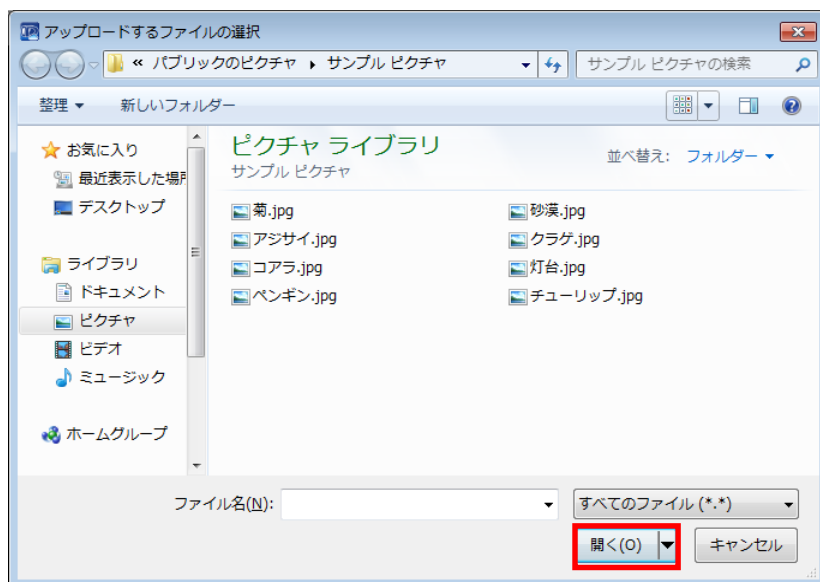 アップロードするファイルの選択
« パブリックのピクチャ サンプル ピクチャ サンプル ピクチャの検索
整理 新しいフォルダー
お気に入り
最近表示した場所
デスクトップ
ライブラリ
ドキュメント
ピクチャ
ビデオ
ミュージック
ホームグループ
ピクチャ ライブラリ
サンプル ピクチャ
並べ替え: フォルダー
菊.jpg 砂漠.jpg
アジサイ.jpg クラゲ.jpg
コアラ.jpg 灯台.jpg
ペンギン.jpg チューリップ.jpg
ファイル名(N): すべてのファイル (*.*)
開く(O) キャンセル